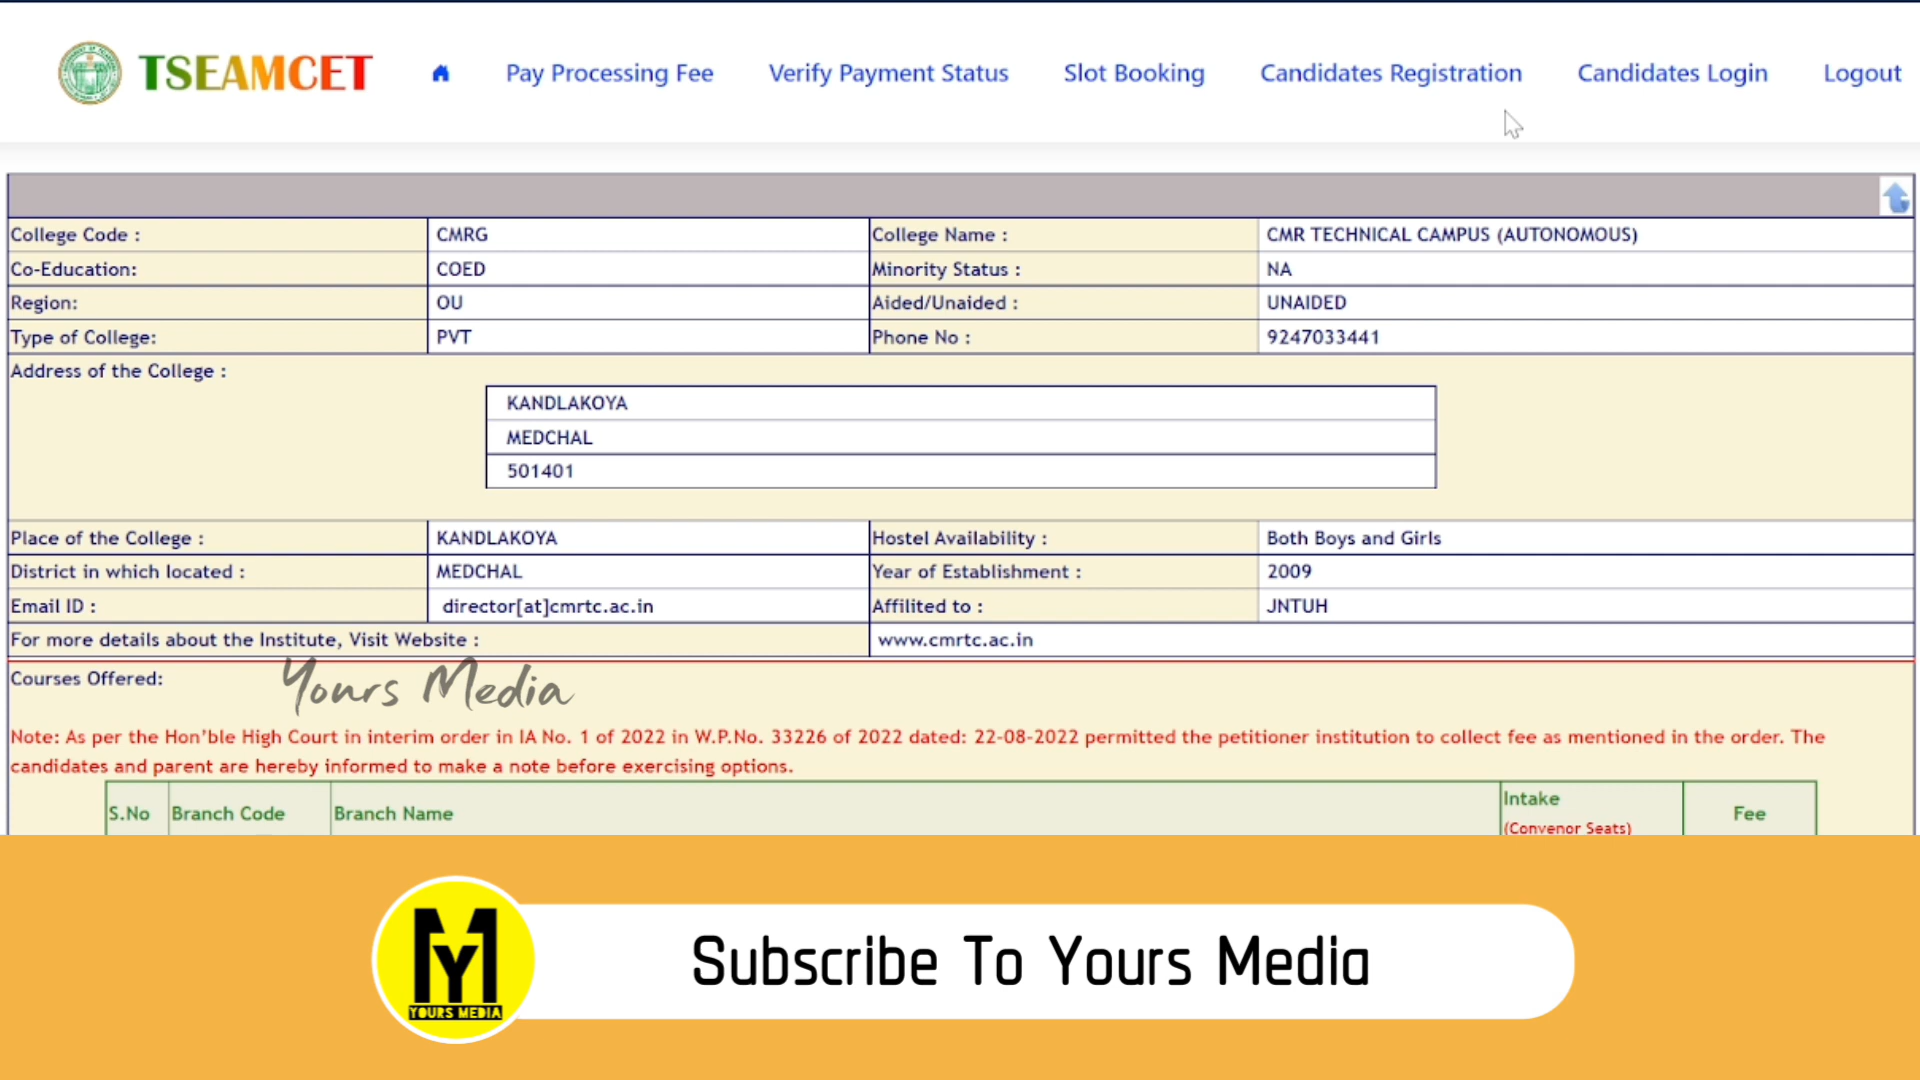 TSEAMCET Pay Processing Fee Verify Payment Status Slot Booking Candidates Registration Candidates Login Logout
College Code : CMRG College Name : CMR TECHNICAL CAMPUS (AUTONOMOUS)
Co-Education: COED Minority Status : NA
Region: OU Aided/Unaided : UNAIDED
Type of College: PVT Phone No : 9247033441
Address of the College :
KANDLAKOYA
MEDCHAL
501401
Place of the College : KANDLAKOYA Hostel Availability : Both Boys and Girls
District in which located : MEDCHAL Year of Establishment : 2009
Email ID : director[at]cmrtc.ac.in Affilited to : JNTUH
For more details about the Institute, Visit Website : www.cmrtc.ac.in
Courses Offered: Yours Media
Note: As per the Hon'ble High Court in interim order in IA No. 1 of 2022 in W.P.No. 33226 of 2022 dated: 22-08-2022 permitted the petitioner institution to collect fee as mentioned in the order. The
candidates and parent are hereby informed to make a note before exercising options.
S.No Branch Code Branch Name Intake (Convenor Seats) Fee
MY
YOURS MEDIA
Subscribe To Yours Media